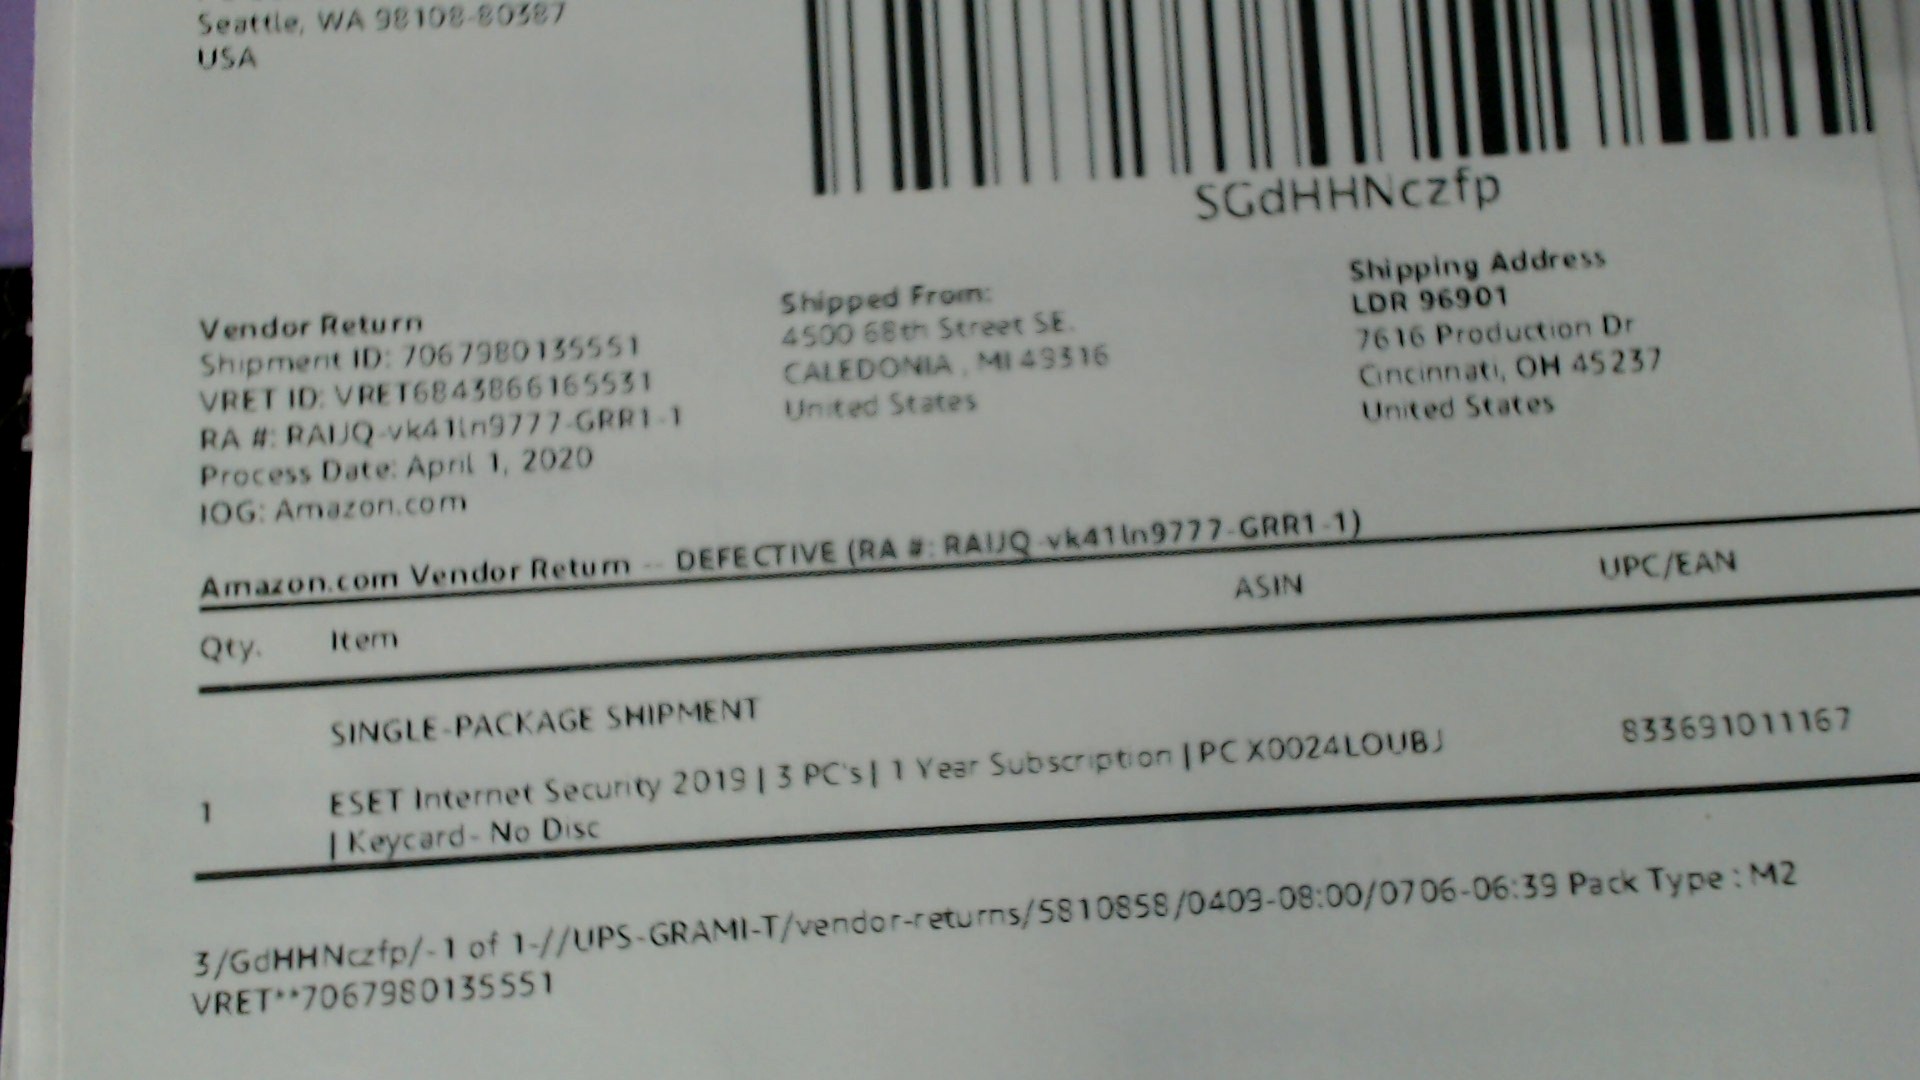 Seattle, WA 98108-80387
USA
SGdHHNczfp
Vendor Return
Shipment ID: 7067980135551
VRET ID: VRET6843866165531
RA #: RAIJQ-vk41ln9777-GRR1-1
Process Date: April 1, 2020
IOG: Amazon.com
Shipped From:
4500 68th Street SE.
CALEDONIA , MI 49316
United States
Shipping Address
LDR 96901
7616 Production Dr
Cincinnati, OH 45237
United States
Amazon.com Vendor Return -- DEFECTIVE (RA #: RAIJQ-vk41ln9777-GRR1-1)
Qty. Item ASIN UPC/EAN
SINGLE-PACKAGE SHIPMENT
1 ESET Internet Security 2019 | 3 PC's | 1 Year Subscription | PC X0024LOUBJ 833691011167
| Keycard - No Disc
3/GdHHNczfp/-1 of 1-//UPS-GRAMI-T/vendor-returns/5810858/0409-08:00/0706-06:39 Pack Type : M2
VRET**7067980135551